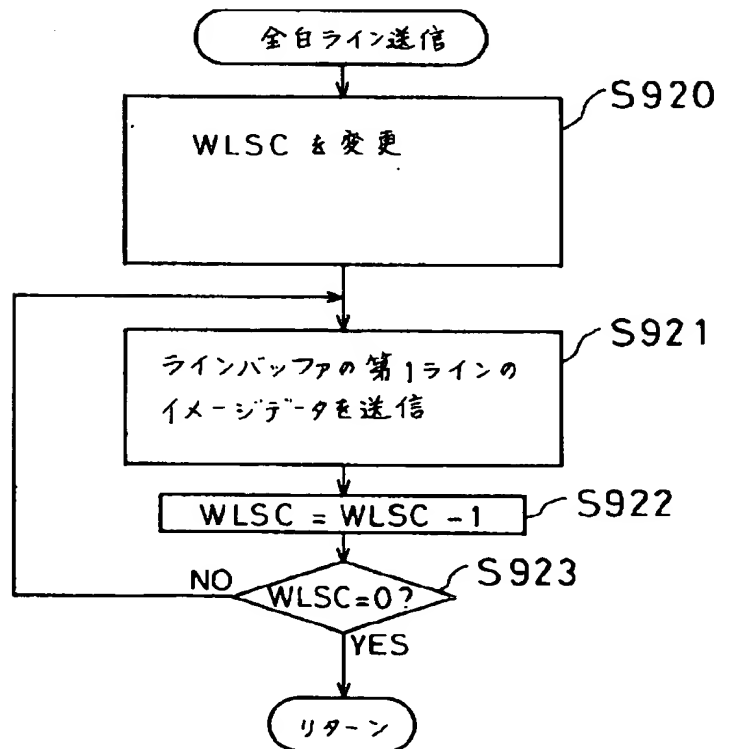 全白ライン送信
S920
WLSC を変更
S921
ラインバッファの第1ラインの
イメージデータを送信
WLSC = WLSC -1
S922
S923
NO
WLSC=0?
YES
リターン